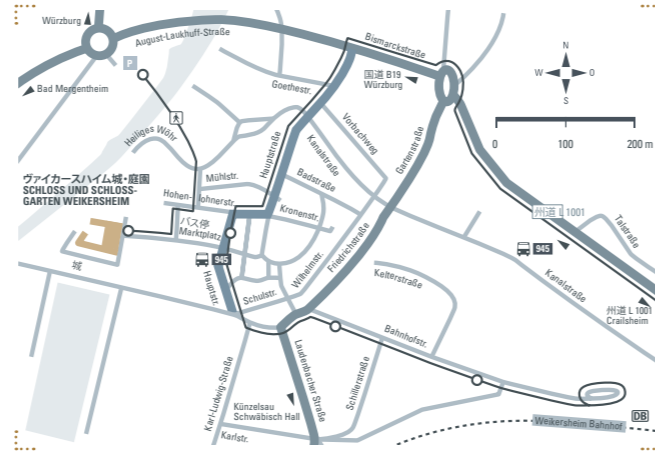 Würzburg
August-Laukhuff-Straße
Bismarckstraße
P
Bad Mergentheim
国道 B19
Würzburg
N
W O
S
0 100 200 m
Goethestr.
Vorbachweg
Heiliges Wöhr
Hauptstraße
Kanalstraße
Gartenstraße
Mühlstr.
Badstraße
ヴァイカースハイム城・庭園
SCHLOSS UND SCHLOSS-
GARTEN WEIKERSHEIM
Hohen-
lohnerstr.
Kronenstr.
バス停
Marktplatz
945
城
Hauptstr.
Wilhelmstr.
Friedrichstraße
Schulstr.
州道 L 1001
945
Talstraße
Kanalstraße
州道 L 1001
Crailsheim
Kelterstraße
Bahnhofstr.
Karl-Ludwig-Straße
Laudenbacher Straße
Schillerstraße
Künzelsau
Schwäbisch Hall
Karlstr.
Weikersheim Bahnhof
DB